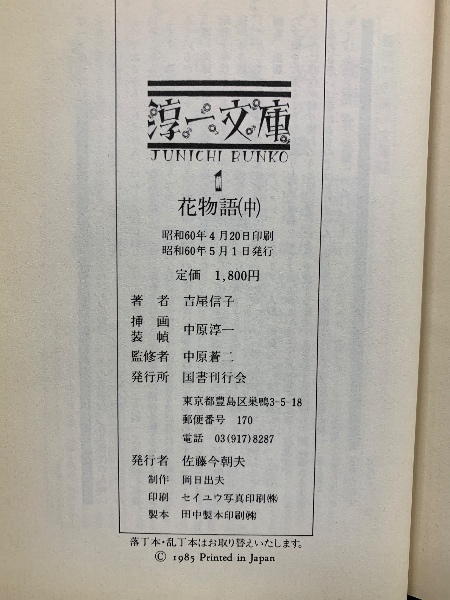 淳一文庫
JUNICHI BUNKO
1
花物語(中)
昭和60年4月20日印刷
昭和60年5月1日発行
定価 1,800円
著者 吉屋信子
挿画
装幀 中原淳一
監修者 中原蒼二
発行所 国書刊行会
東京都豊島区巣鴨3-5-18
郵便番号 170
電話 03(917)8287
発行者 佐藤今朝夫
制作 岡日出夫
印刷 セイユウ写真印刷㈱
製本 田中製本印刷㈱
落丁本・乱丁本はお取り替えいたします。
© 1985 Printed in Japan